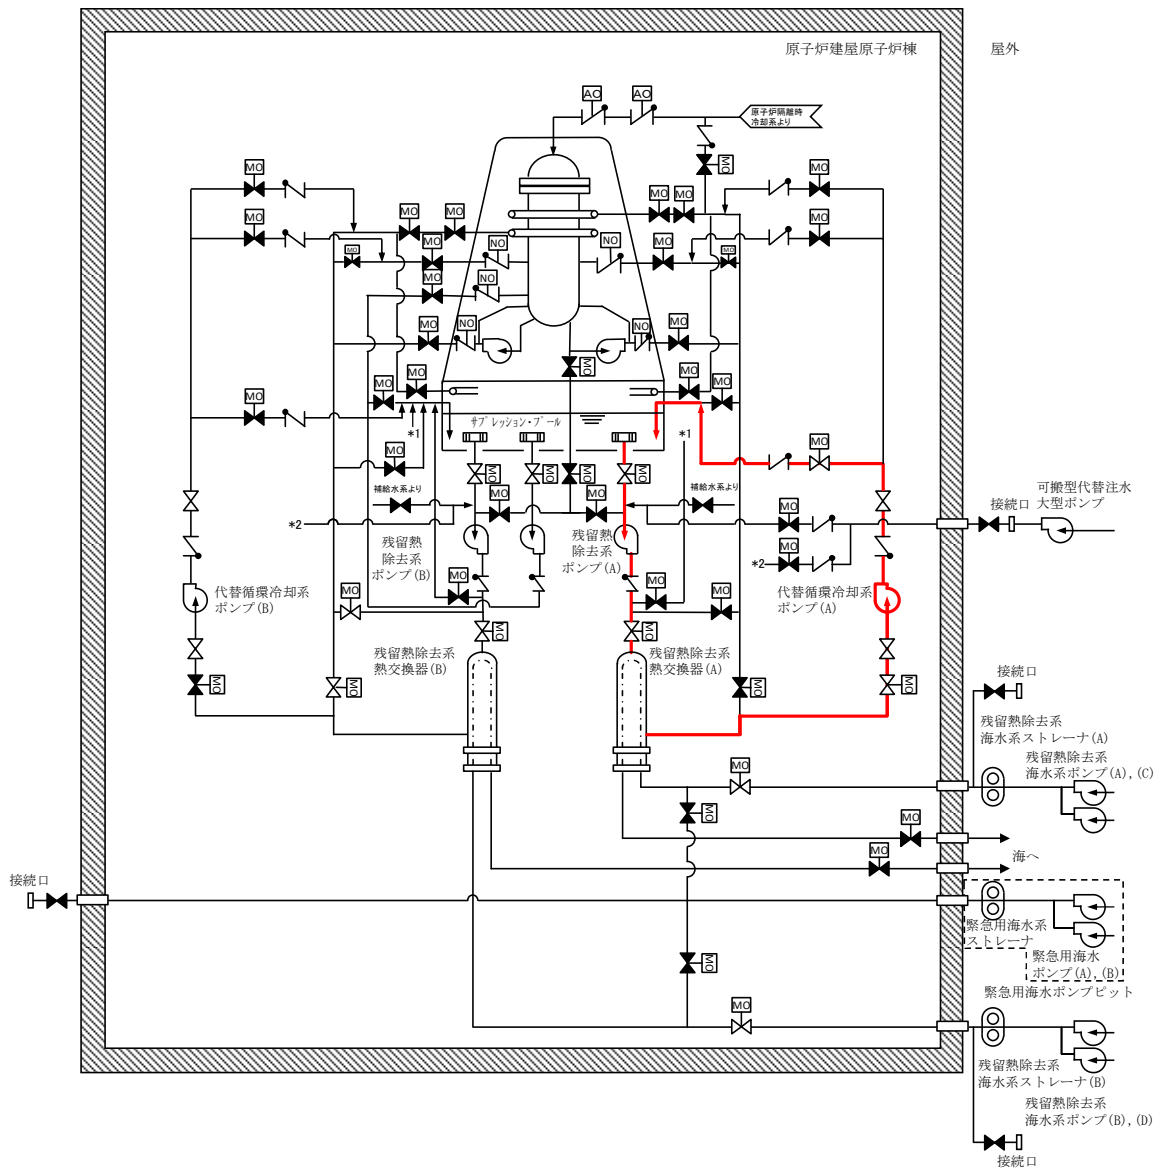 原子炉建屋原子炉棟
屋外
AO
AO
原子炉隔離時
冷却系より
MO
MO
MO
MO
MO
MO
MO
MO
MO
MO
MO
MO
NO
NO
MO
MO
MO
NO
MO
MO
NO
NO
MO
MO
MO
MO
MO
MO
サプレッション・プール
*1
*1
MO
MO
MO
MO
MO
MO
MO
補給水系より
MO
MO
補給水系より
MO
可搬型代替注水
大型ポンプ
接続口
*2
残留熱
除去系
ポンプ(B)
残留熱
除去系
ポンプ(A)
MO
*2
代替循環冷却系
ポンプ(B)
MO
MO
MO
MO
代替循環冷却系
ポンプ(A)
MO
MO
残留熱除去系
熱交換器(B)
残留熱除去系
熱交換器(A)
MO
MO
MO
MO
接続口
残留熱除去系
海水系ストレーナ(A)
残留熱除去系
海水系ポンプ(A),(C)
MO
MO
MO
海へ
MO
接続口
緊急用海水系
ストレーナ
緊急用海水
ポンプ(A),(B)
MO
緊急用海水ポンプピット
MO
残留熱除去系
海水系ストレーナ(B)
残留熱除去系
海水系ポンプ(B),(D)
接続口